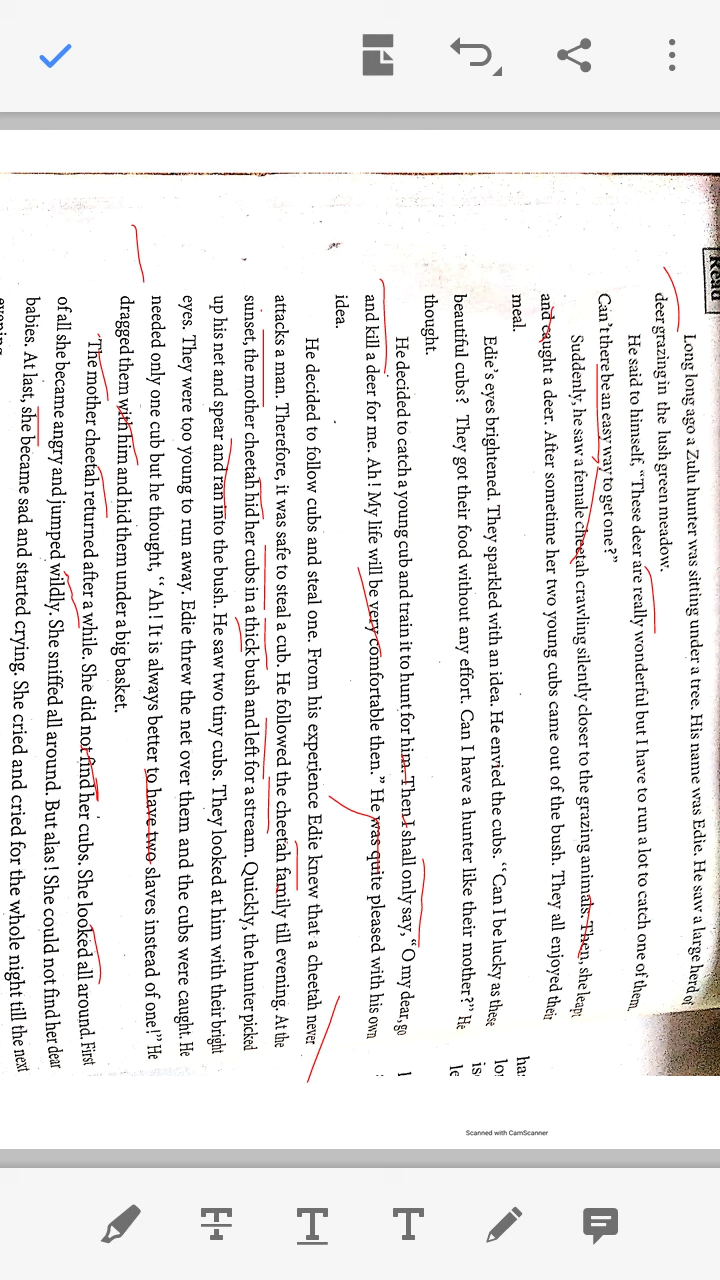 Read
Long long ago a Zulu hunter was sitting under a tree. His name was Edie. He saw a large herd of
deer grazing in the lush green meadow.
He said to himself, “These deer are really wonderful but I have to run a lot to catch one of them.
Can’t there be an easy way to get one?”
Suddenly, he saw a female cheetah crawling silently closer to the grazing animals. Then, she leapt
and caught a deer. After sometime her two young cubs came out of the bush. They all enjoyed their
meal.
Edie’s eyes brightened. They sparkled with an idea. He envied the cubs. “Can I be lucky as these
beautiful cubs? They got their food without any effort. Can I have a hunter like their mother?” He
thought.
He decided to catch a young cub and train it to hunt for him. Then I shall only say, “O my dear, go
and kill a deer for me. Ah! My life will be very comfortable then.” He was quite pleased with his own
idea.
He decided to follow cubs and steal one. From his experience Edie knew that a cheetah never
attacks a man. Therefore, it was safe to steal a cub. He followed the cheetah family till evening. At the
sunset, the mother cheetah hid her cubs in a thick bush and left for a stream. Quickly, the hunter picked
up his net and spear and ran into the bush. He saw two tiny cubs. They looked at him with their bright
eyes. They were too young to run away. Edie threw the net over them and the cubs were caught. He
needed only one cub but he thought, “Ah! It is always better to have two slaves instead of one!” He
dragged them with him and hid them under a big basket.
The mother cheetah returned after a while. She did not find her cubs. She looked all around. First
of all she became angry and jumped wildly. She sniffed all around. But alas! She could not find her dear
babies. At last, she became sad and started crying. She cried and cried for the whole night till the next
evening
Scanned with CamScanner